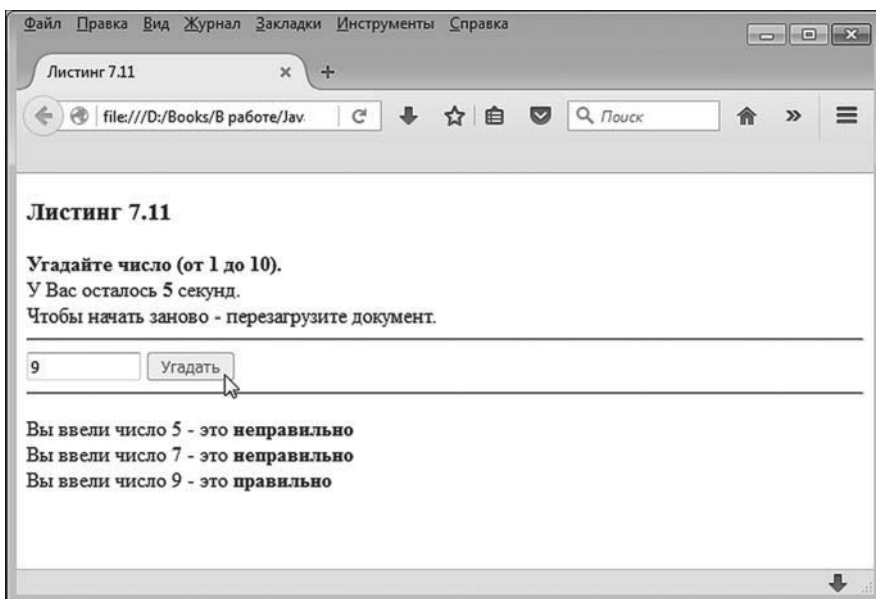 Файл Правка Вид Журнал Закладки Инструменты Справка
Листинг 7.11
file:///D:/Books/В работе/Jav
Поиск
Листинг 7.11
Угадайте число (от 1 до 10).
У Вас осталось 5 секунд.
Чтобы начать заново - перезагрузите документ.
9 Угадать
Вы ввели число 5 - это неправильно
Вы ввели число 7 - это неправильно
Вы ввели число 9 - это правильно